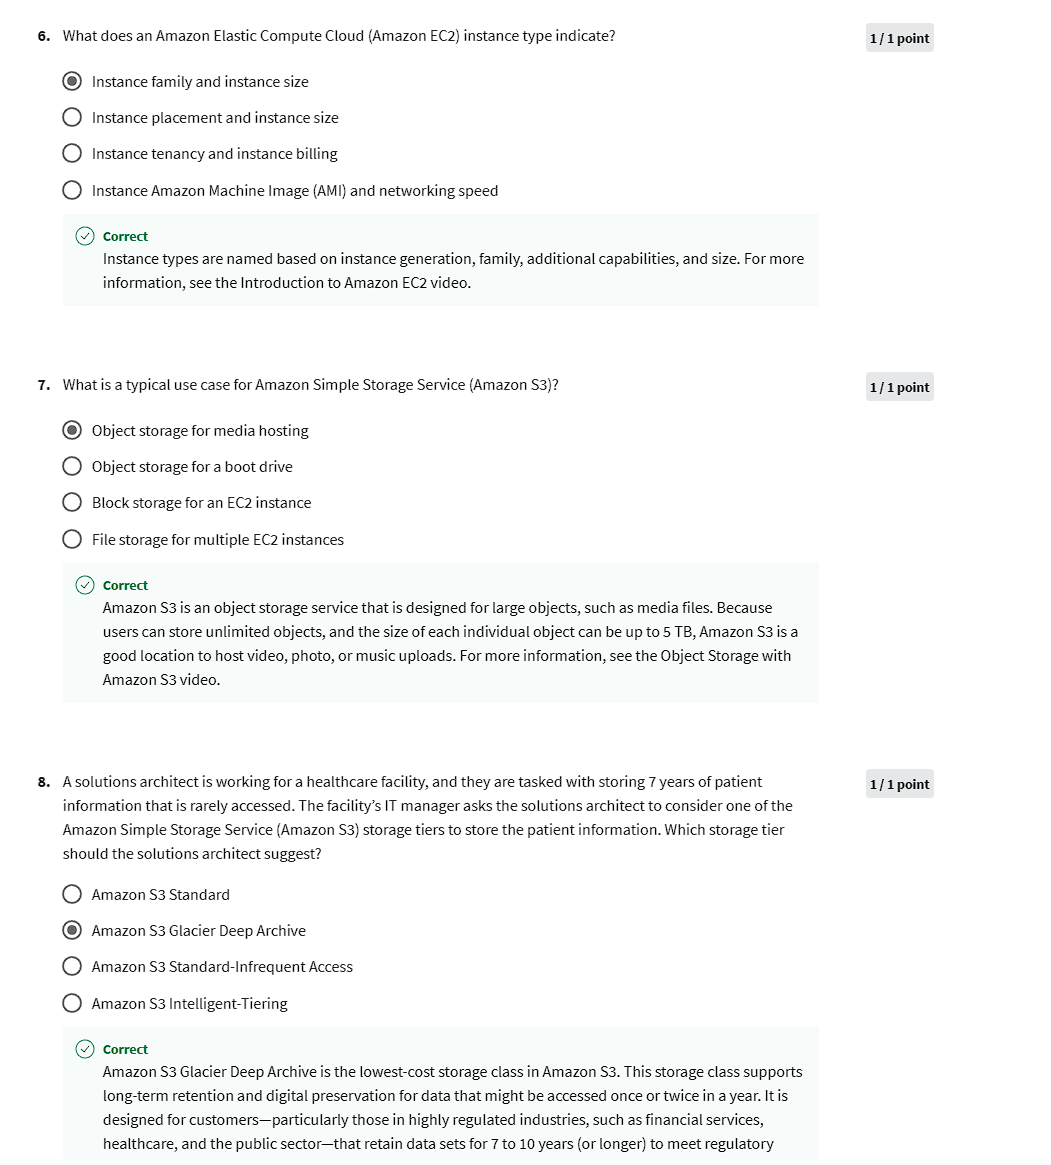 6. What does an Amazon Elastic Compute Cloud (Amazon EC2) instance type indicate?
1 / 1 point
Instance family and instance size
Instance placement and instance size
Instance tenancy and instance billing
Instance Amazon Machine Image (AMI) and networking speed
Correct
Instance types are named based on instance generation, family, additional capabilities, and size. For more
information, see the Introduction to Amazon EC2 video.
7. What is a typical use case for Amazon Simple Storage Service (Amazon S3)?
1 / 1 point
Object storage for media hosting
Object storage for a boot drive
Block storage for an EC2 instance
File storage for multiple EC2 instances
Correct
Amazon S3 is an object storage service that is designed for large objects, such as media files. Because
users can store unlimited objects, and the size of each individual object can be up to 5 TB, Amazon S3 is a
good location to host video, photo, or music uploads. For more information, see the Object Storage with
Amazon S3 video.
8. A solutions architect is working for a healthcare facility, and they are tasked with storing 7 years of patient
1 / 1 point
information that is rarely accessed. The facility’s IT manager asks the solutions architect to consider one of the
Amazon Simple Storage Service (Amazon S3) storage tiers to store the patient information. Which storage tier
should the solutions architect suggest?
Amazon S3 Standard
Amazon S3 Glacier Deep Archive
Amazon S3 Standard-Infrequent Access
Amazon S3 Intelligent-Tiering
Correct
Amazon S3 Glacier Deep Archive is the lowest-cost storage class in Amazon S3. This storage class supports
long-term retention and digital preservation for data that might be accessed once or twice in a year. It is
designed for customers—particularly those in highly regulated industries, such as financial services,
healthcare, and the public sector—that retain data sets for 7 to 10 years (or longer) to meet regulatory